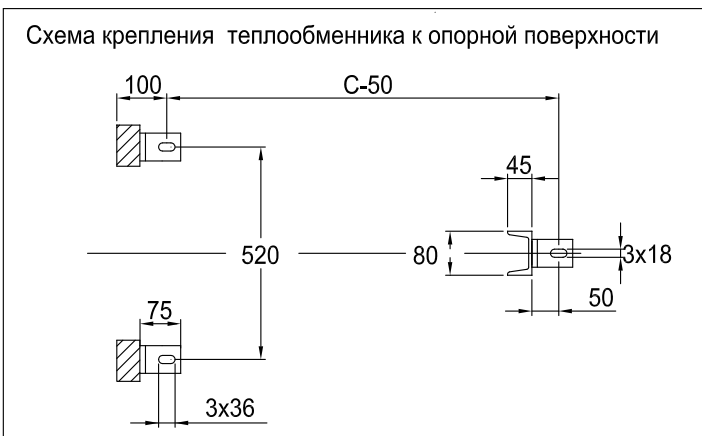 Схема крепления теплообменника к опорной поверхности
100
C-50
45
520
80
3x18
75
50
3x36